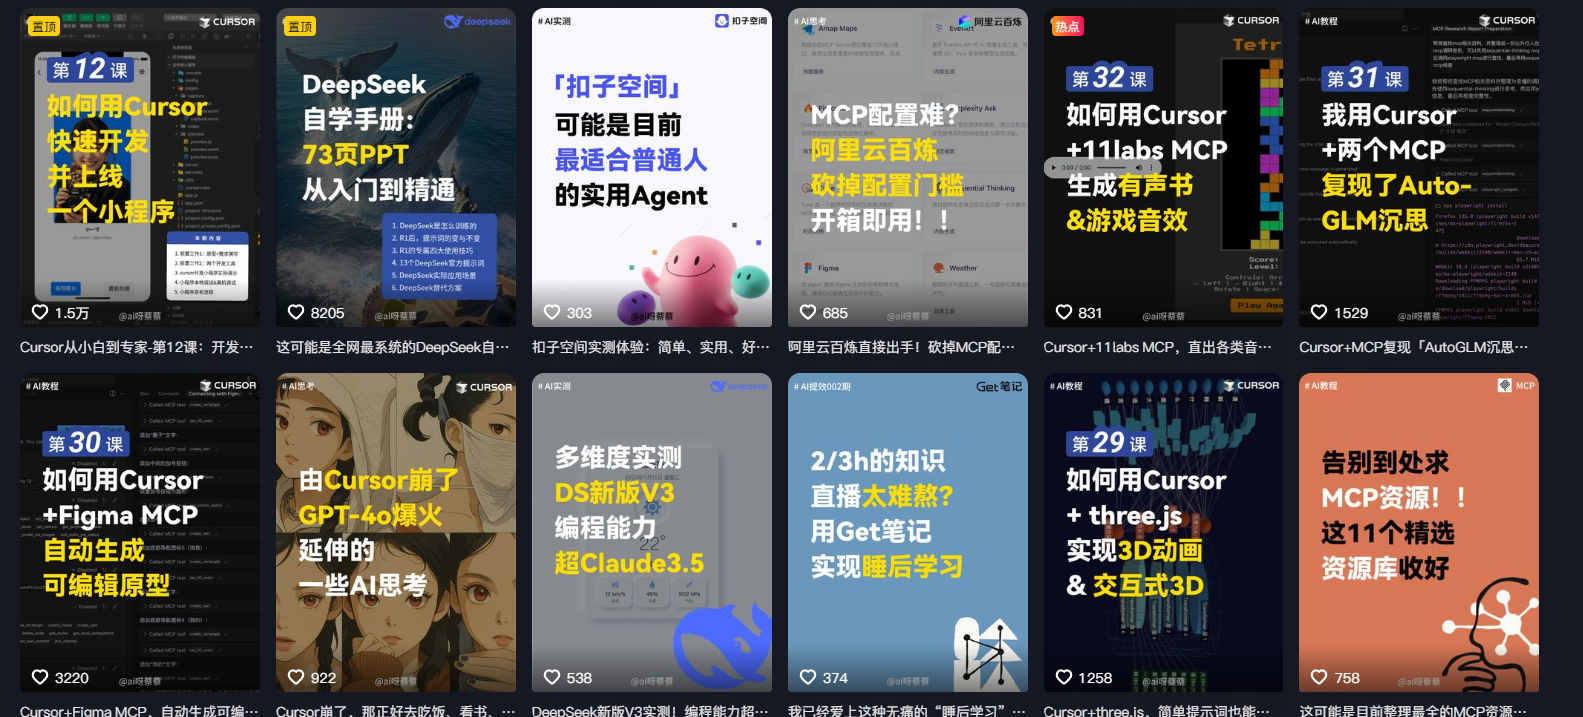 置顶
CURSOR
第12课
如何用Cursor
快速开发
并上线
一个小程序
本期内容
1.5万
@ai呀蔡蔡
Cursor从小白到专家-第12课：开发…
置顶
deepseek
DeepSeek
自学手册：
73页PPT
从入门到精通
1. DeepSeek是怎么训练的
2. R1后，提示词的变与不变
3. R1的专属四大使用技巧
4. 13个DeepSeek官方提示词
5. DeepSeek实际应用场景
6. DeepSeek替代方案
8205
@ai呀蔡蔡
这可能是全网最系统的DeepSeek自…
# AI实测
扣子空间
「扣子空间」
可能是目前
最适合普通人
的实用Agent
303
@ai呀蔡蔡
扣子空间实测体验：简单、实用、好…
# AI思考
阿里云百炼
Amap Maps
EverArt
MCP配置难？
阿里云百炼
砍掉配置门槛
开箱即用！！
Figma
Weather
685
@ai呀蔡蔡
阿里云百炼直接出手！砍掉MCP配…
热点
CURSOR
Tetr
第32课
如何用Cursor
+11labs MCP
生成有声书
&游戏音效
0:00 / 0:00
Score:
Level:
Play Aga
831
@ai呀蔡蔡
Cursor+11labs MCP，直出各类音…
# AI教程
CURSOR
MCP Research Report Preparation
第31课
我用Cursor
+两个MCP
复现了Auto-
GLM沉思
1529
@ai呀蔡蔡
Cursor+MCP复现「AutoGLM沉思…
# AI教程
CURSOR
第30课
如何用Cursor
+Figma MCP
自动生成
可编辑原型
3220
@ai呀蔡蔡
Cursor+Figma MCP，自动生成可编…
# AI思考
CURSOR
由Cursor崩了
GPT-4o爆火
延伸的
一些AI思考
922
@ai呀蔡蔡
Cursor崩了，那正好去吃饭、看书、…
# AI实测
deepseek
多维度实测
DS新版V3
编程能力
超Claude3.5
22°
12 km/h
48%
1012 hPa
538
@ai呀蔡蔡
DeepSeek新版V3实测！编程能力超…
# AI提效002期
Get笔记
2/3h的知识
直播太难熬？
用Get笔记
实现睡后学习
374
@ai呀蔡蔡
我已经爱上这种无痛的“睡后学习”…
# AI教程
CURSOR
第29课
如何用Cursor
+ three.js
实现3D动画
& 交互式3D
1258
@ai呀蔡蔡
Cursor+three.js，简单提示词也能…
# AI教程
MCP
告别到处求
MCP资源！！
这11个精选
资源库收好
758
@ai呀蔡蔡
这可能是目前整理最全的MCP资源…